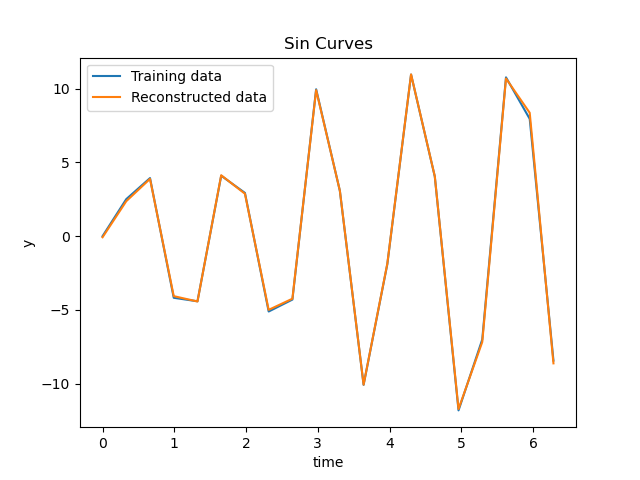 Sin Curves
Training data
Reconstructed data
10
5
0
−5
−10
y
0 1 2 3 4 5 6
time